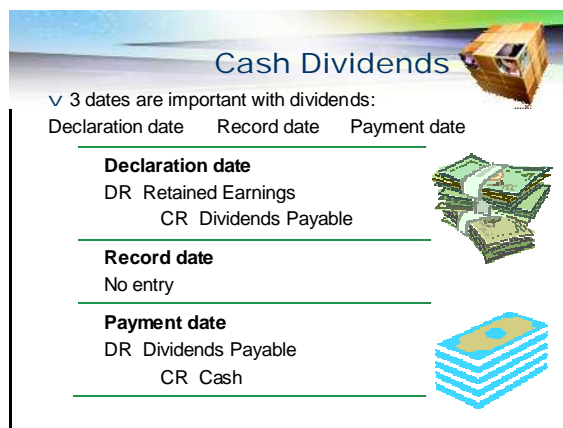 Cash Dividends
v 3 dates are important with dividends:
Declaration date Record date Payment date
Declaration date
DR Retained Earnings
CR Dividends Payable
Record date
No entry
Payment date
DR Dividends Payable
CR Cash